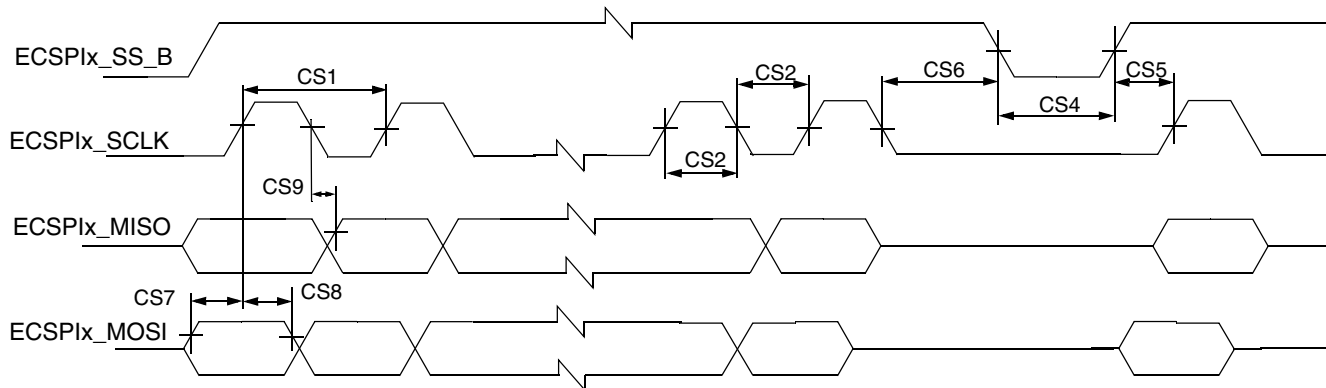 ECSPIx_SS_B
CS1
CS2
CS6
CS5
CS4
ECSPIx_SCLK
CS2
CS9
ECSPIx_MISO
CS7
CS8
ECSPIx_MOSI